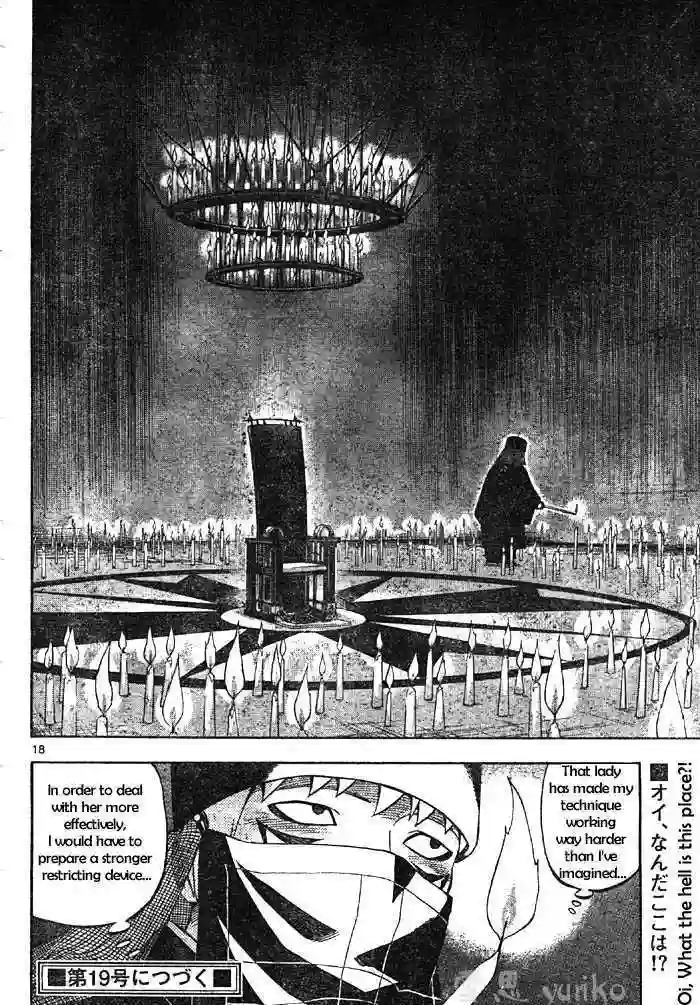 18
That lady
has made my
technique
working
way harder
than I've
imagined...
In order to deal
with her more
effectively,
I would have to
prepare a stronger
restricting device...
■オイ、なんだここは!?
Oi. What the hell is this place?!
■第19号につづく■
yuriko